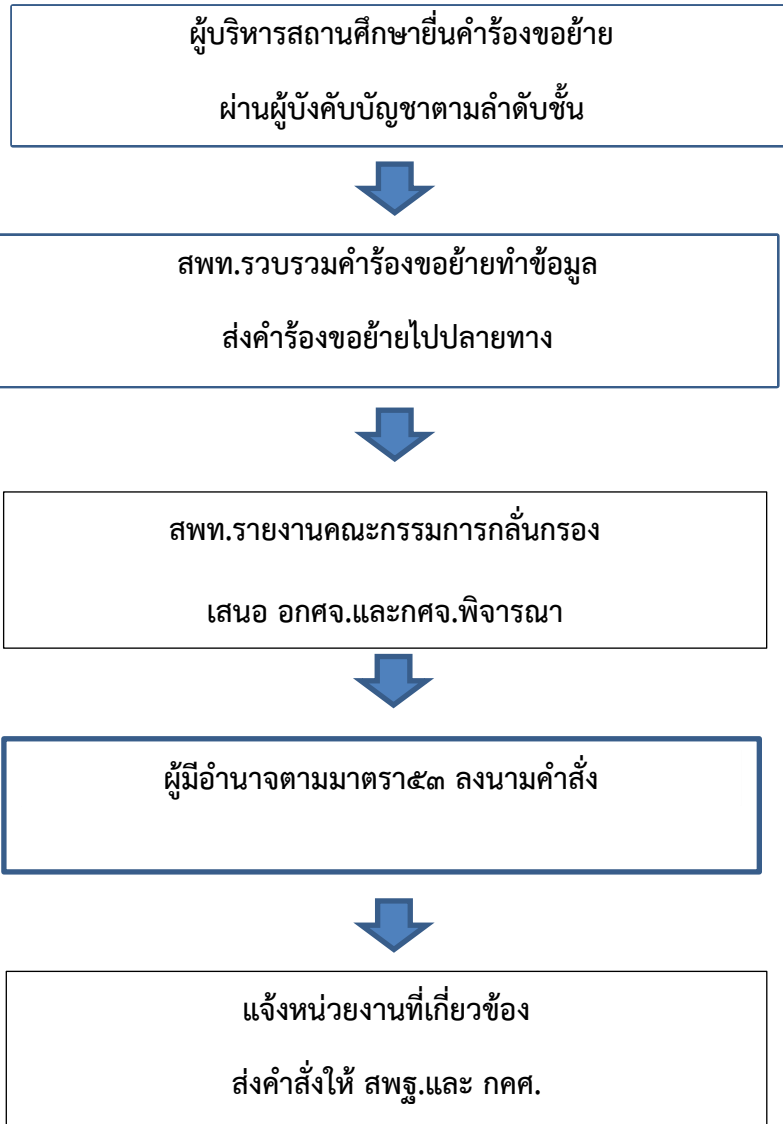 ผู้บริหารสถานศึกษายื่นคำร้องขอย้าย
ผ่านผู้บังคับบัญชาตามลำดับชั้น
สพท.รวบรวมคำร้องขอย้ายทำข้อมูล
ส่งคำร้องขอย้ายไปปลายทาง
สพท.รายงานคณะกรรมการกลั่นกรอง
เสนอ อกศจ.และกศจ.พิจารณา
ผู้มีอำนาจตามมาตรา๕๓ ลงนามคำสั่ง
แจ้งหน่วยงานที่เกี่ยวข้อง
ส่งคำสั่งให้ สพฐ.และ กคศ.